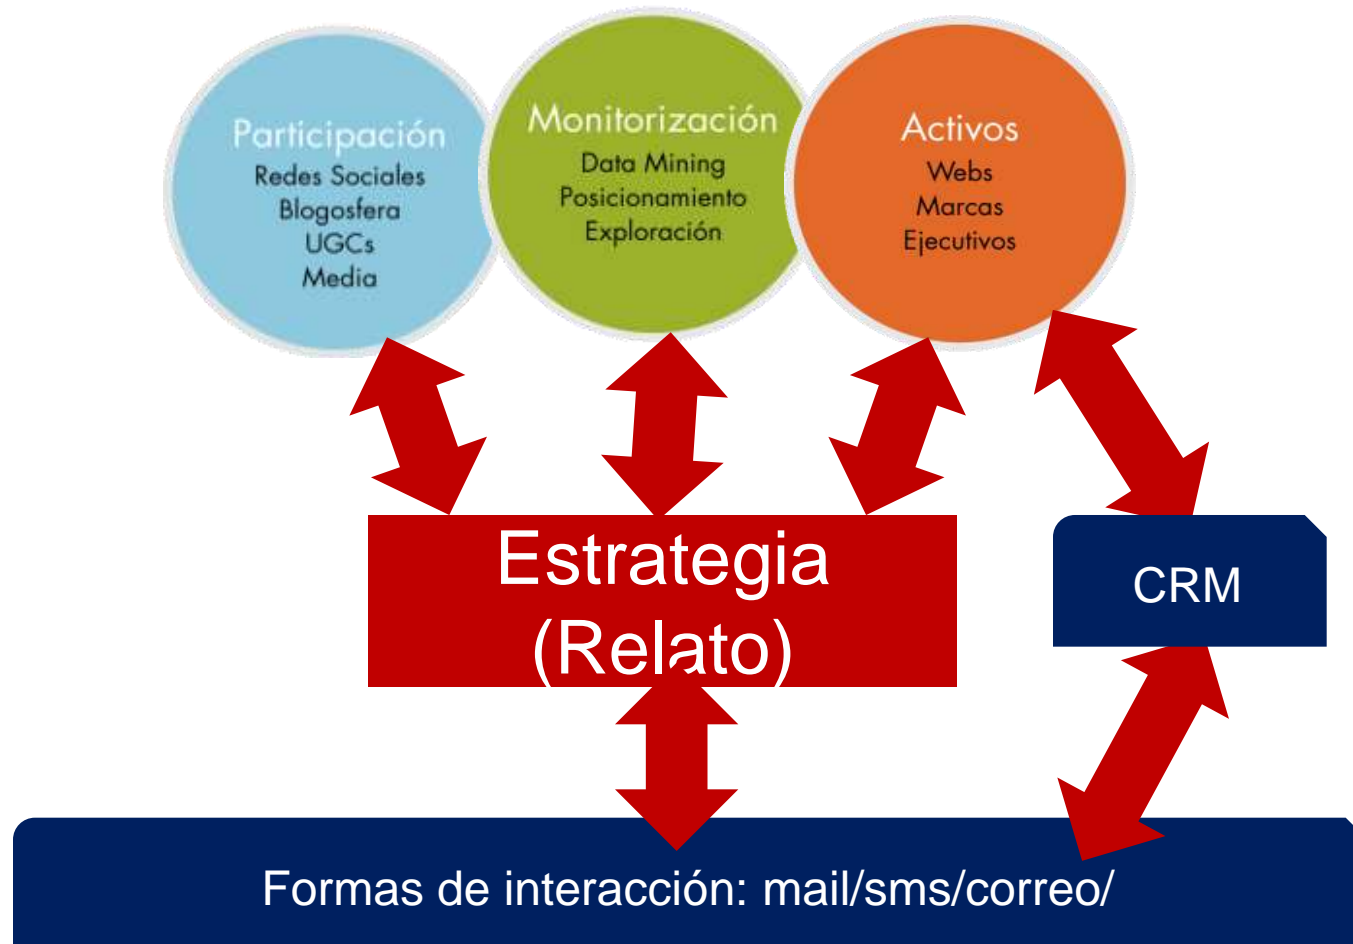 Participación
Redes Sociales
Blogosfera
UGCs
Media
Monitorización
Data Mining
Posicionamiento
Exploración
Activos
Webs
Marcas
Ejecutivos
Estrategia
(Relato)
CRM
Formas de interacción: mail/sms/correo/